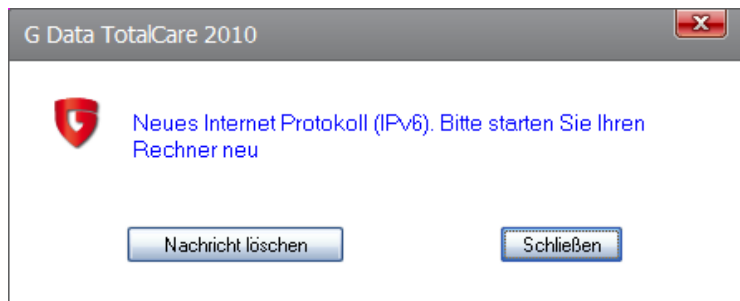 G Data TotalCare 2010
Neues Internet Protokoll (IPv6). Bitte starten Sie Ihren
Rechner neu
Nachricht löschen
Schließen